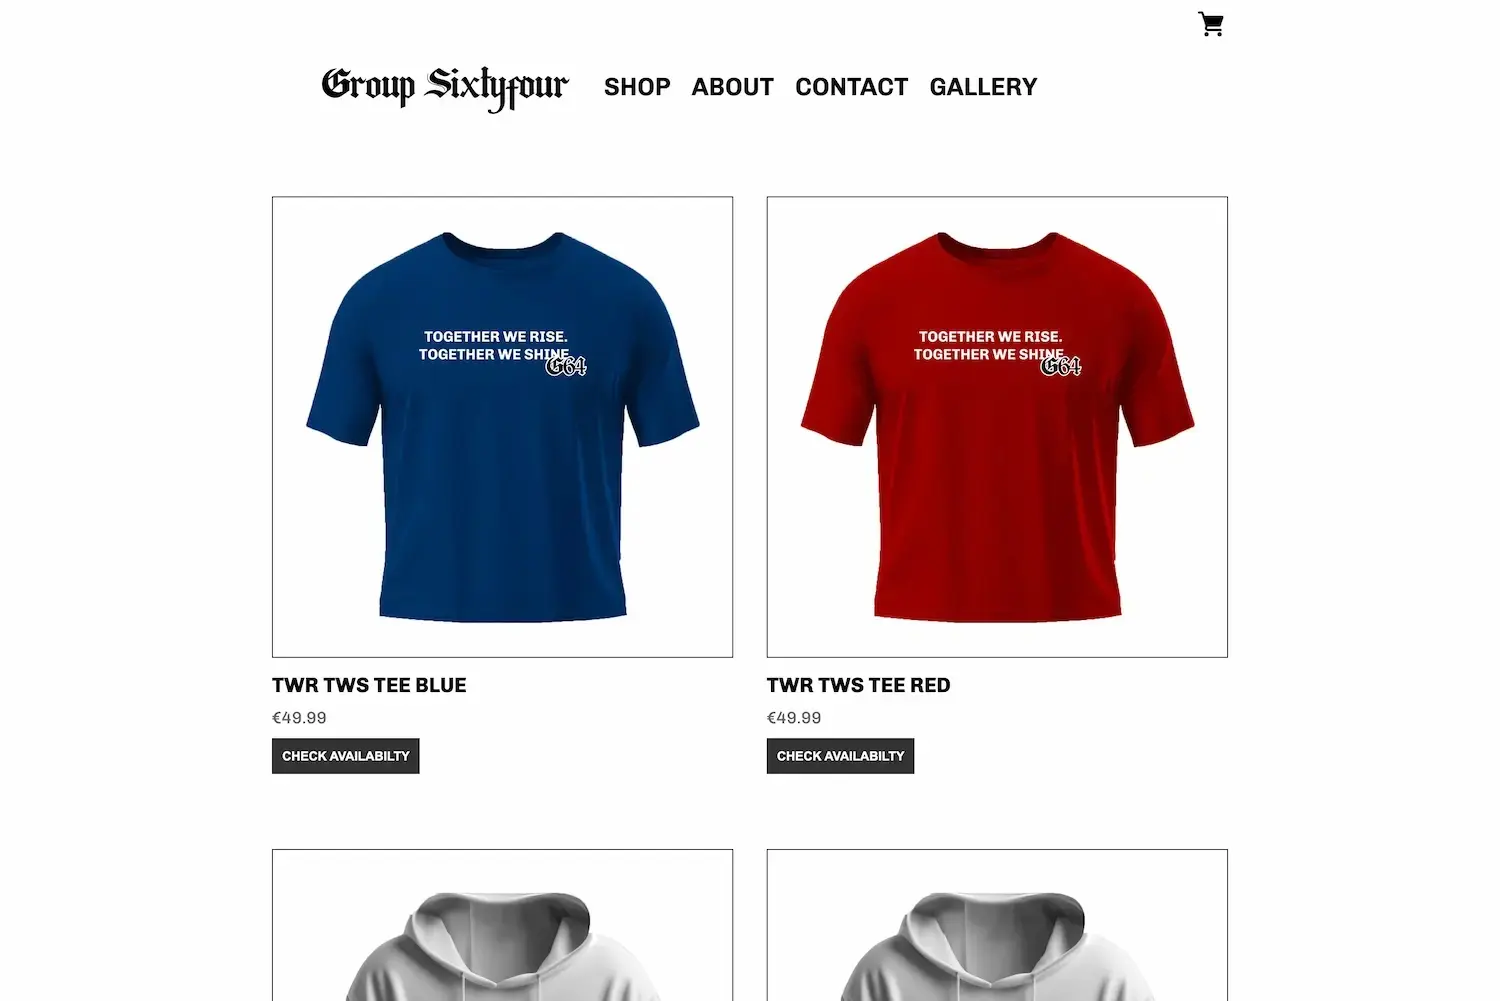 Group Sixtyfour SHOP ABOUT CONTACT GALLERY
TOGETHER WE RISE.
TOGETHER WE SHINE
G64
TOGETHER WE RISE.
TOGETHER WE SHINE
G64
TWR TWS TEE BLUE
€49.99
CHECK AVAILABILTY
TWR TWS TEE RED
€49.99
CHECK AVAILABILTY